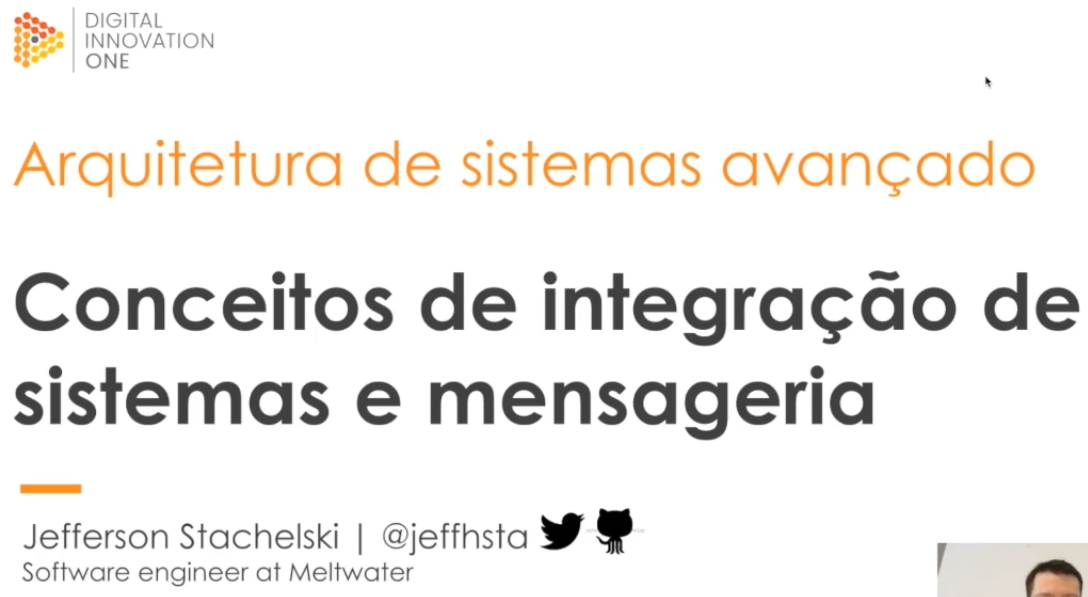 DIGITAL
INNOVATION
ONE
Arquitetura de sistemas avançado
Conceitos de integração de
sistemas e mensageria
Jefferson Stachelski | @jeffhsta
Software engineer at Meltwater